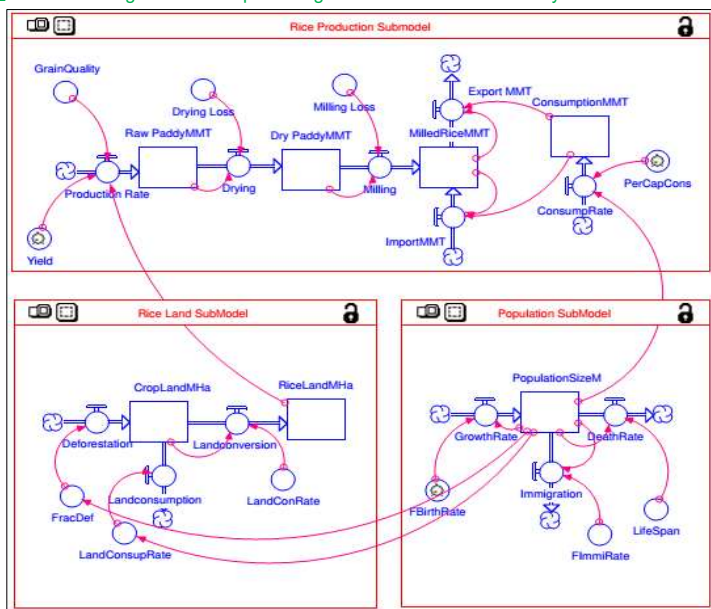 Rice Production Submodel
GrainQuality
Drying Loss
Milling Loss
Export MMT
ConsumptionMMT
Raw PaddyMMT
Dry PaddyMMT
MilledRiceMMT
Production Rate
Drying
Milling
PerCapCons
ConsumpRate
ImportMMT
Yield
Rice Land SubModel
CropLandMHa
RiceLandMHa
Deforestation
Landconversion
Landconsumption
LandConRate
FracDef
LandConsupRate
Population SubModel
PopulationSizeM
GrowthRate
DeathRate
Immigration
FBirthRate
LifeSpan
FImmiRate